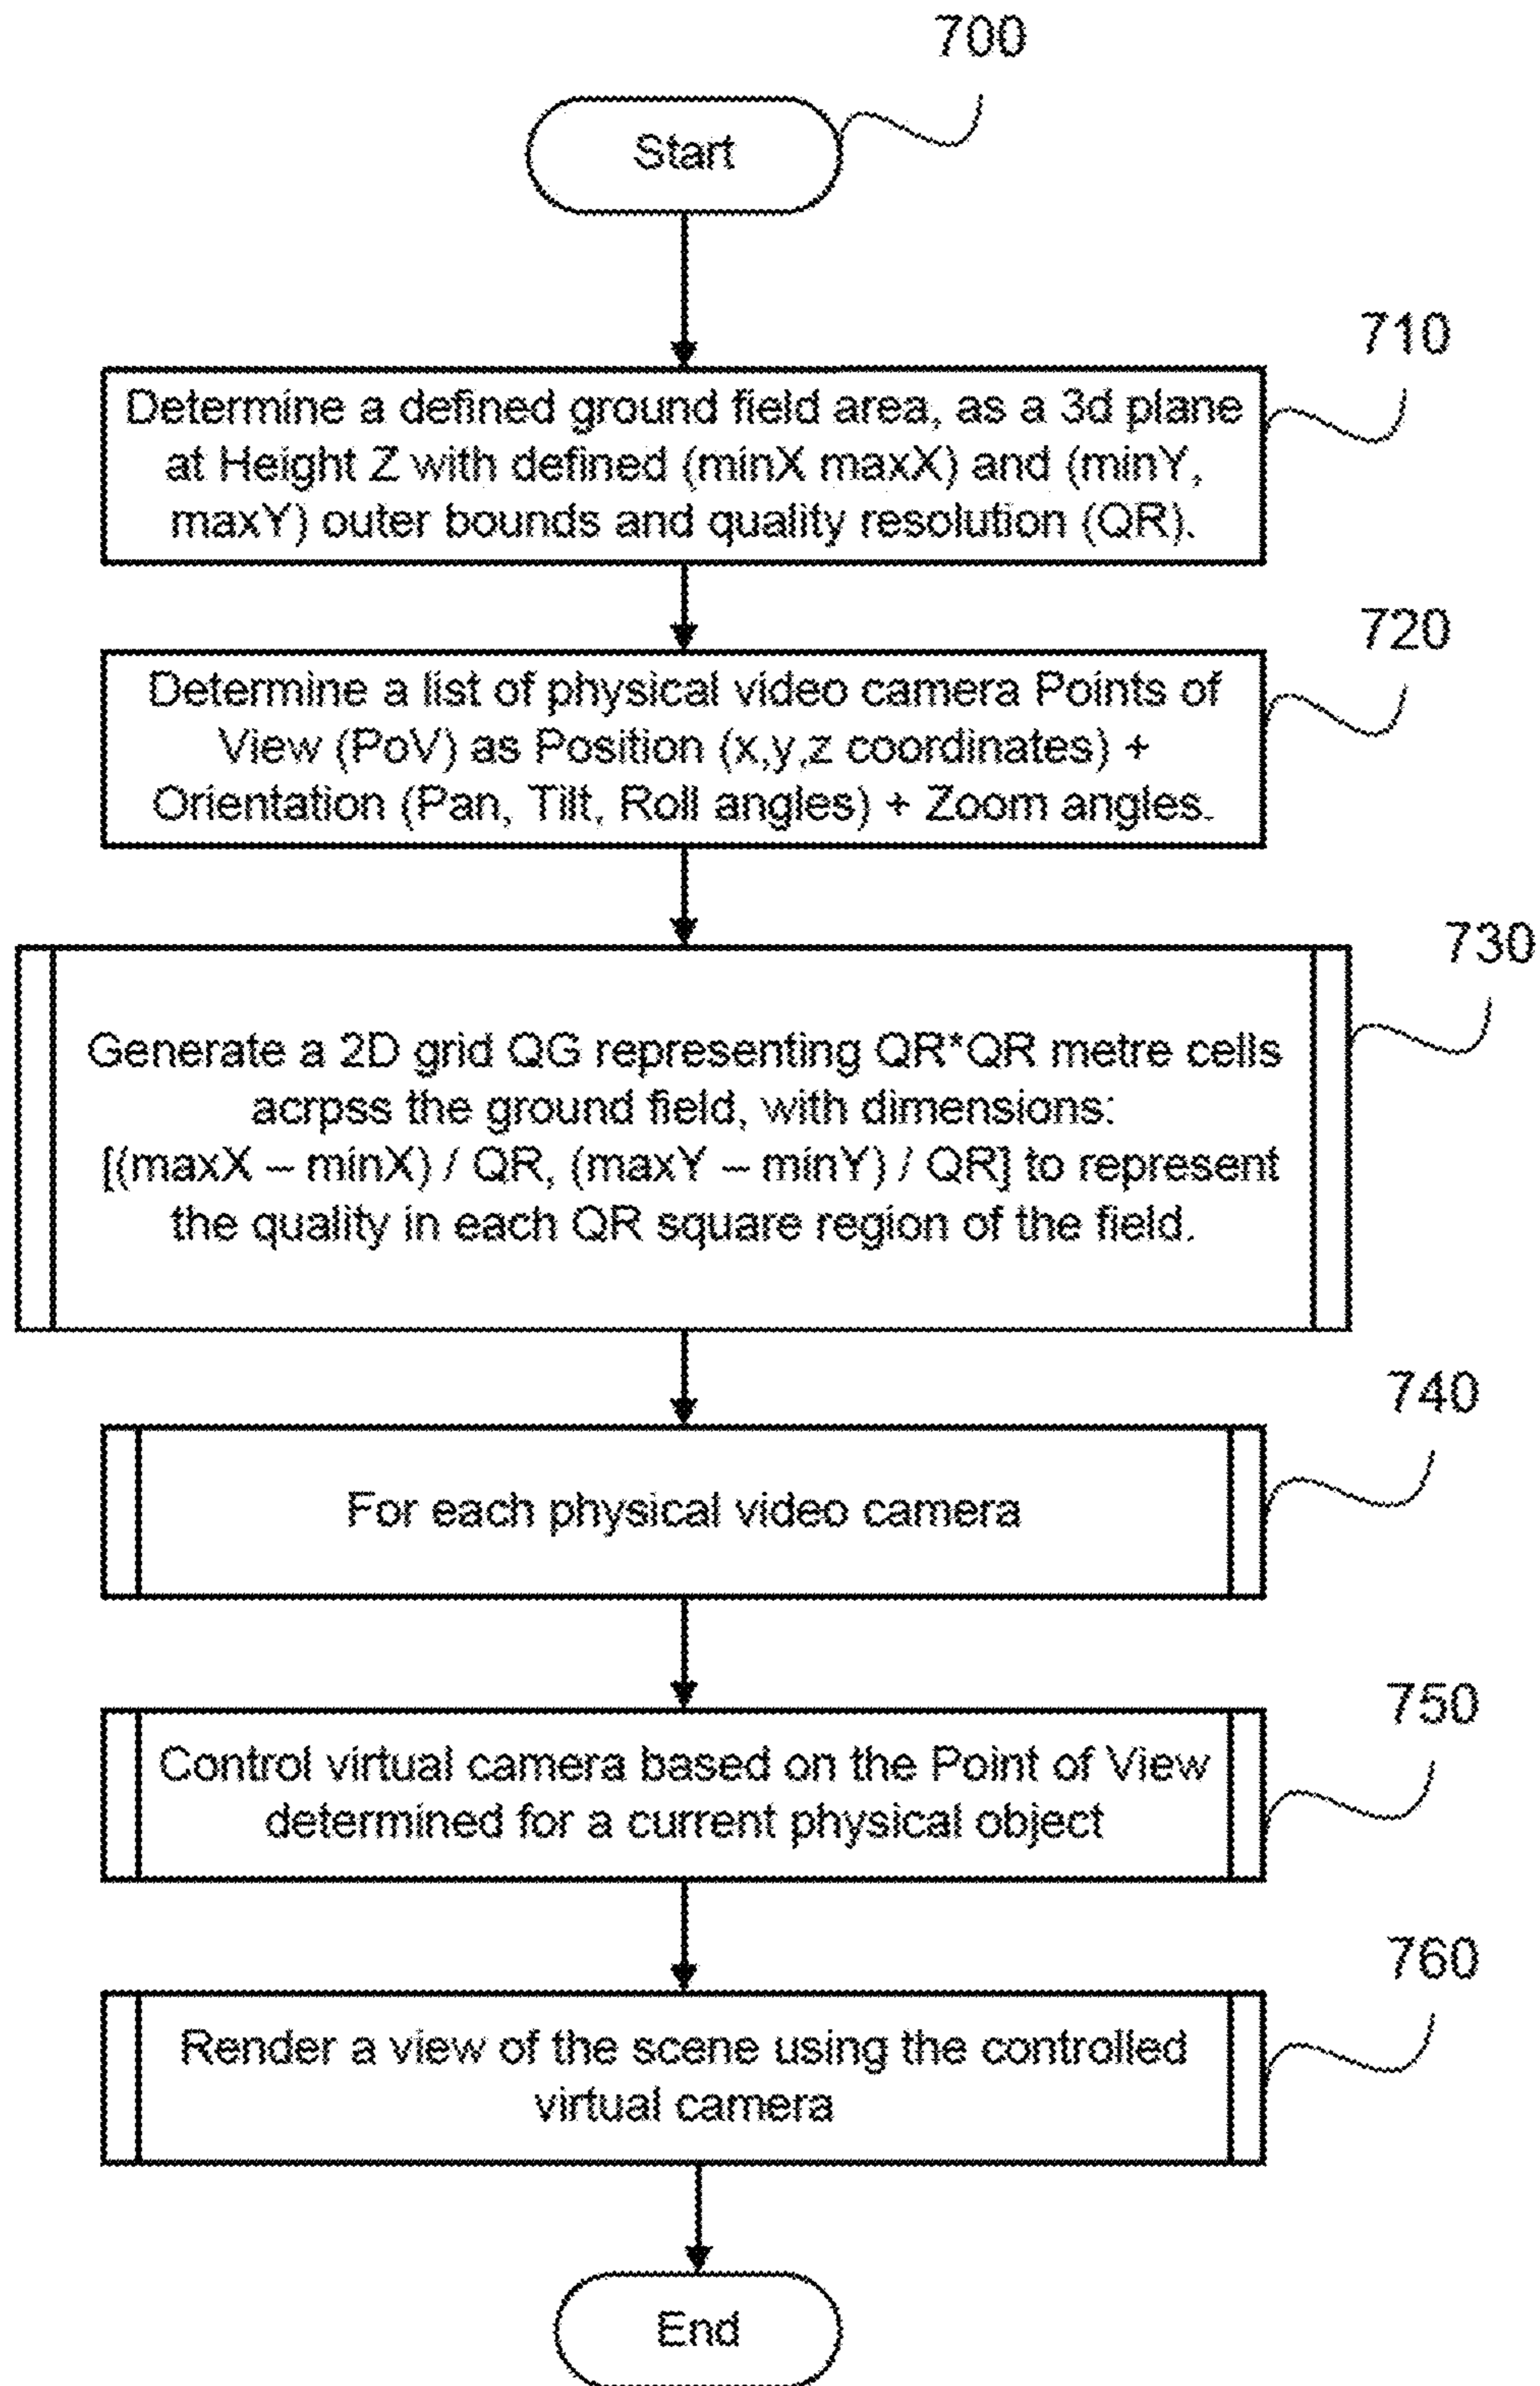 700
Start
710
Determine a defined ground field area, as a 3d plane
at Height Z with defined (minX maxX) and (minY,
maxY) outer bounds and quality resolution (QR).
720
Determine a list of physical video camera Points of
View (PoV) as Position (x,y,z coordinates) +
Orientation (Pan, Tilt, Roll angles) + Zoom angles.
730
Generate a 2D grid QG representing QR*QR metre cells
acrpss the ground field, with dimensions:
[(maxX – minX) / QR, (maxY – minY) / QR] to represent
the quality in each QR square region of the field.
740
For each physical video camera
750
Control virtual camera based on the Point of View
determined for a current physical object
760
Render a view of the scene using the controlled
virtual camera
End